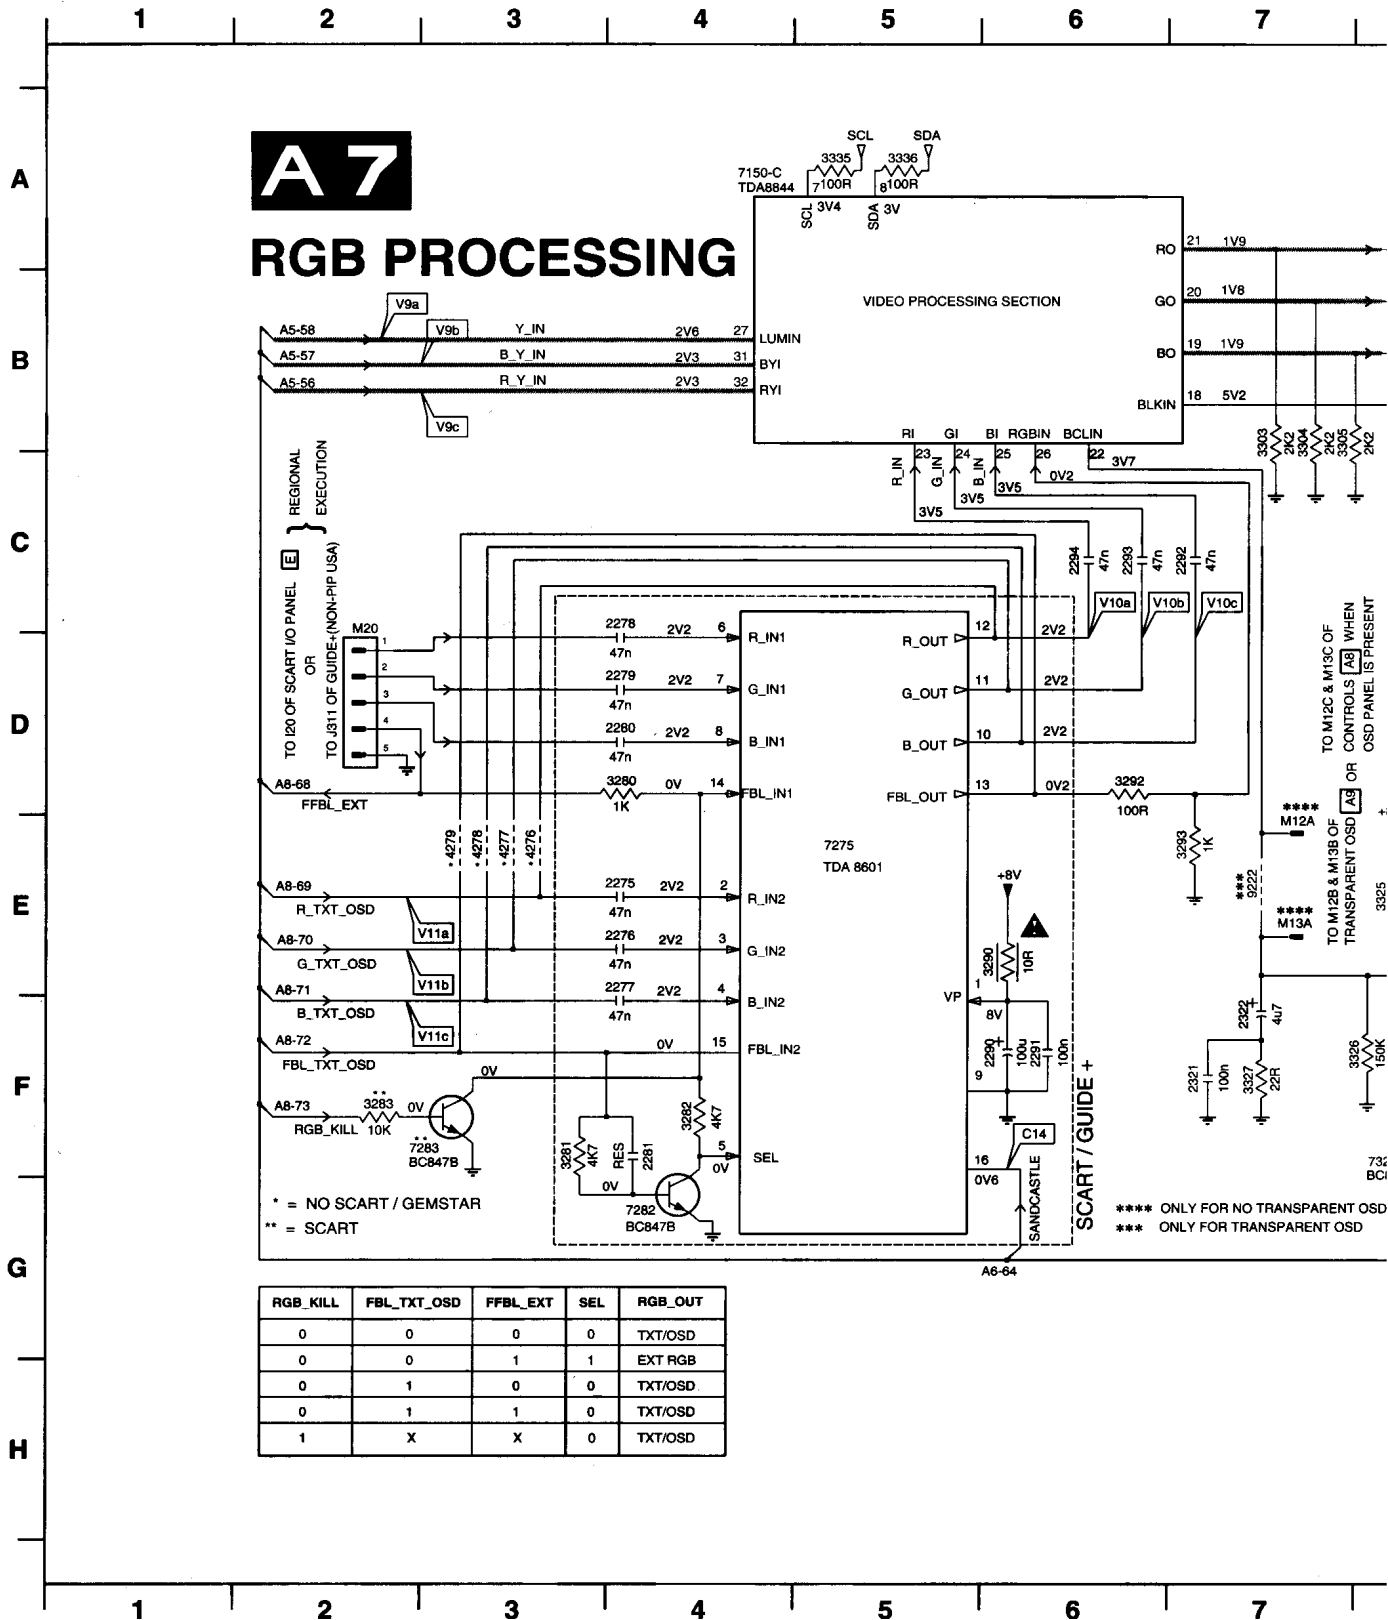 1 2 3 4 5 6 7
A
B
C
D
E
F
G
H
A 7
RGB PROCESSING
SCL SDA
3335 3336
7150-C
TDA8844
7 100R 8 100R
SCL 3V4 SDA 3V
VIDEO PROCESSING SECTION
RO 21 1V9
GO 20 1V8
BO 19 1V9
BLKIN 18 5V2
V9a
V9b
V9c
A5-58 Y_IN 2V6 27 LUMIN
A5-57 B_Y_IN 2V3 31 BYI
A5-56 R_Y_IN 2V3 32 RYI
RI GI BI RGBIN BCLIN
23 24 25 26 22
R_IN G_IN B_IN
3V5 3V5 3V5 0V2 3V7
3303 2K2
3304 2K2
3305 2K2
REGIONAL
EXECUTION
TO I20 OF SCART I/O PANEL E
OR
TO J311 OF GUIDE+(NON-PIP USA)
M20
1
2
3
4
5
2294 47n
2293 47n
2292 47n
V10a V10b V10c
2278 47n 2V2 6 R_IN1
2279 47n 2V2 7 G_IN1
2280 47n 2V2 8 B_IN1
A8-68 FFBL_EXT
3280 1K 0V 14 FBL_IN1
R_OUT 12 2V2
G_OUT 11 2V2
B_OUT 10 2V2
FBL_OUT 13 0V2
3292 100R
3293 1K
*4279 *4278 *4277 *4276
7275
TDA 8601
+8V
3290 10R
VP 1 8V
2290 + 100u
2291 100n
9
16 0V6
C14
SANDCASTLE
A6-64
SCART / GUIDE +
A8-69 R_TXT_OSD V11a 2275 47n 2V2 2 R_IN2
A8-70 G_TXT_OSD V11b 2276 47n 2V2 3 G_IN2
A8-71 B_TXT_OSD V11c 2277 47n 2V2 4 B_IN2
A8-72 FBL_TXT_OSD 0V 15 FBL_IN2
0V
A8-73 RGB_KILL
** 3283 10K 0V
** 7283 BC847B
3281 4K7
RES 2281
3282 4K7
5 0V SEL
0V
7282
BC847B
**** M12A
*** 9222
**** M13A
TO M12B & M13B OF
TRANSPARENT OSD A9 OR
TO M12C & M13C OF
CONTROLS A8 WHEN
OSD PANEL IS PRESENT
3325
2322 + 4u7
2321 100n
3327 22R
3326 150K
* = NO SCART / GEMSTAR
** = SCART
**** ONLY FOR NO TRANSPARENT OSD
*** ONLY FOR TRANSPARENT OSD
RGB_KILL FBL_TXT_OSD FFBL_EXT SEL RGB_OUT
0 0 0 0 TXT/OSD
0 0 1 1 EXT RGB
0 1 0 0 TXT/OSD
0 1 1 0 TXT/OSD
1 X X 0 TXT/OSD
1 2 3 4 5 6 7